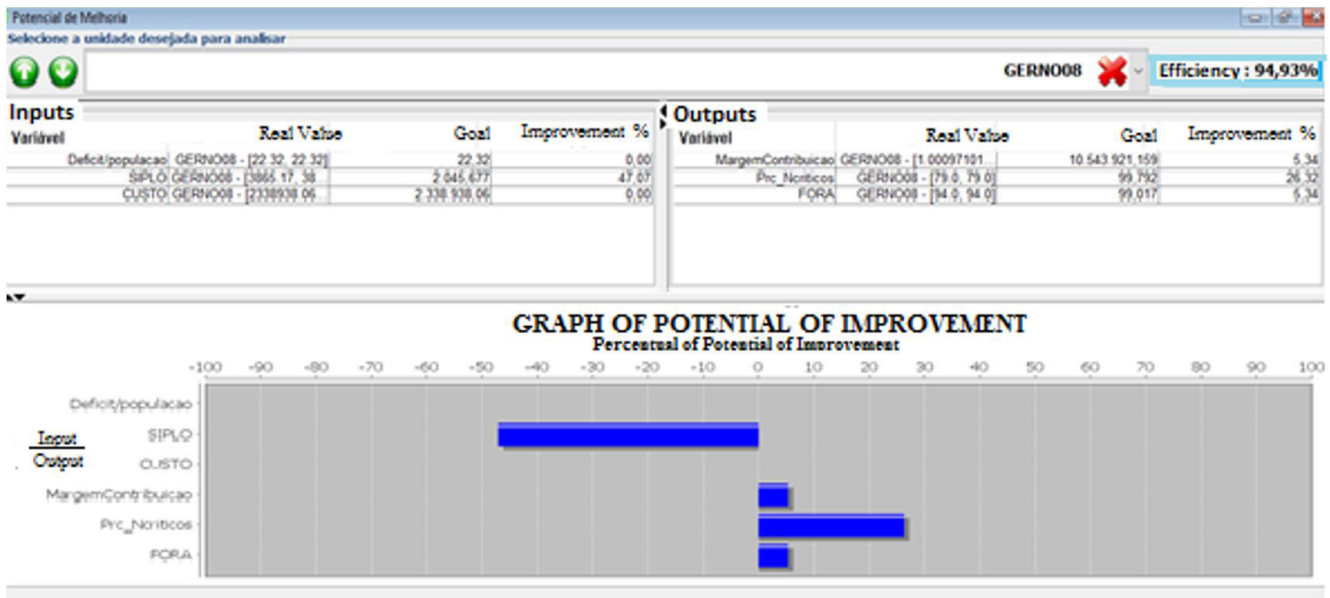 Potencial de Melhoria
Selecione a unidade desejada para analisar
GERNO08 Efficiency : 94,93%
Inputs
Variável Real Value Goal Improvement %
Deficit/populacao GERNO08 - [22.32, 22.32] 22.32 0,00
SIPLO GERNO08 - [3865.17, 38... 2.045,677 47,07
CUSTO GERNO08 - [2338938.06... 2.338.938,06 0,00
Outputs
Variável Real Value Goal Improvement %
MargemContribuicao GERNO08 - [1.00097101... 10.543.921,159 5,34
Prc_Ncriticos GERNO08 - [79.0, 79.0] 99,792 26,32
FORA GERNO08 - [94.0, 94.0] 99,017 5,34
GRAPH OF POTENTIAL OF IMPROVEMENT
Percentual of Potential of Improvement
-100 -90 -80 -70 -60 -50 -40 -30 -20 -10 0 10 20 30 40 50 60 70 80 90 100
Input
Output
Deficit/populacao
SIPLO
CUSTO
MargemContribuicao
Prc_Ncriticos
FORA